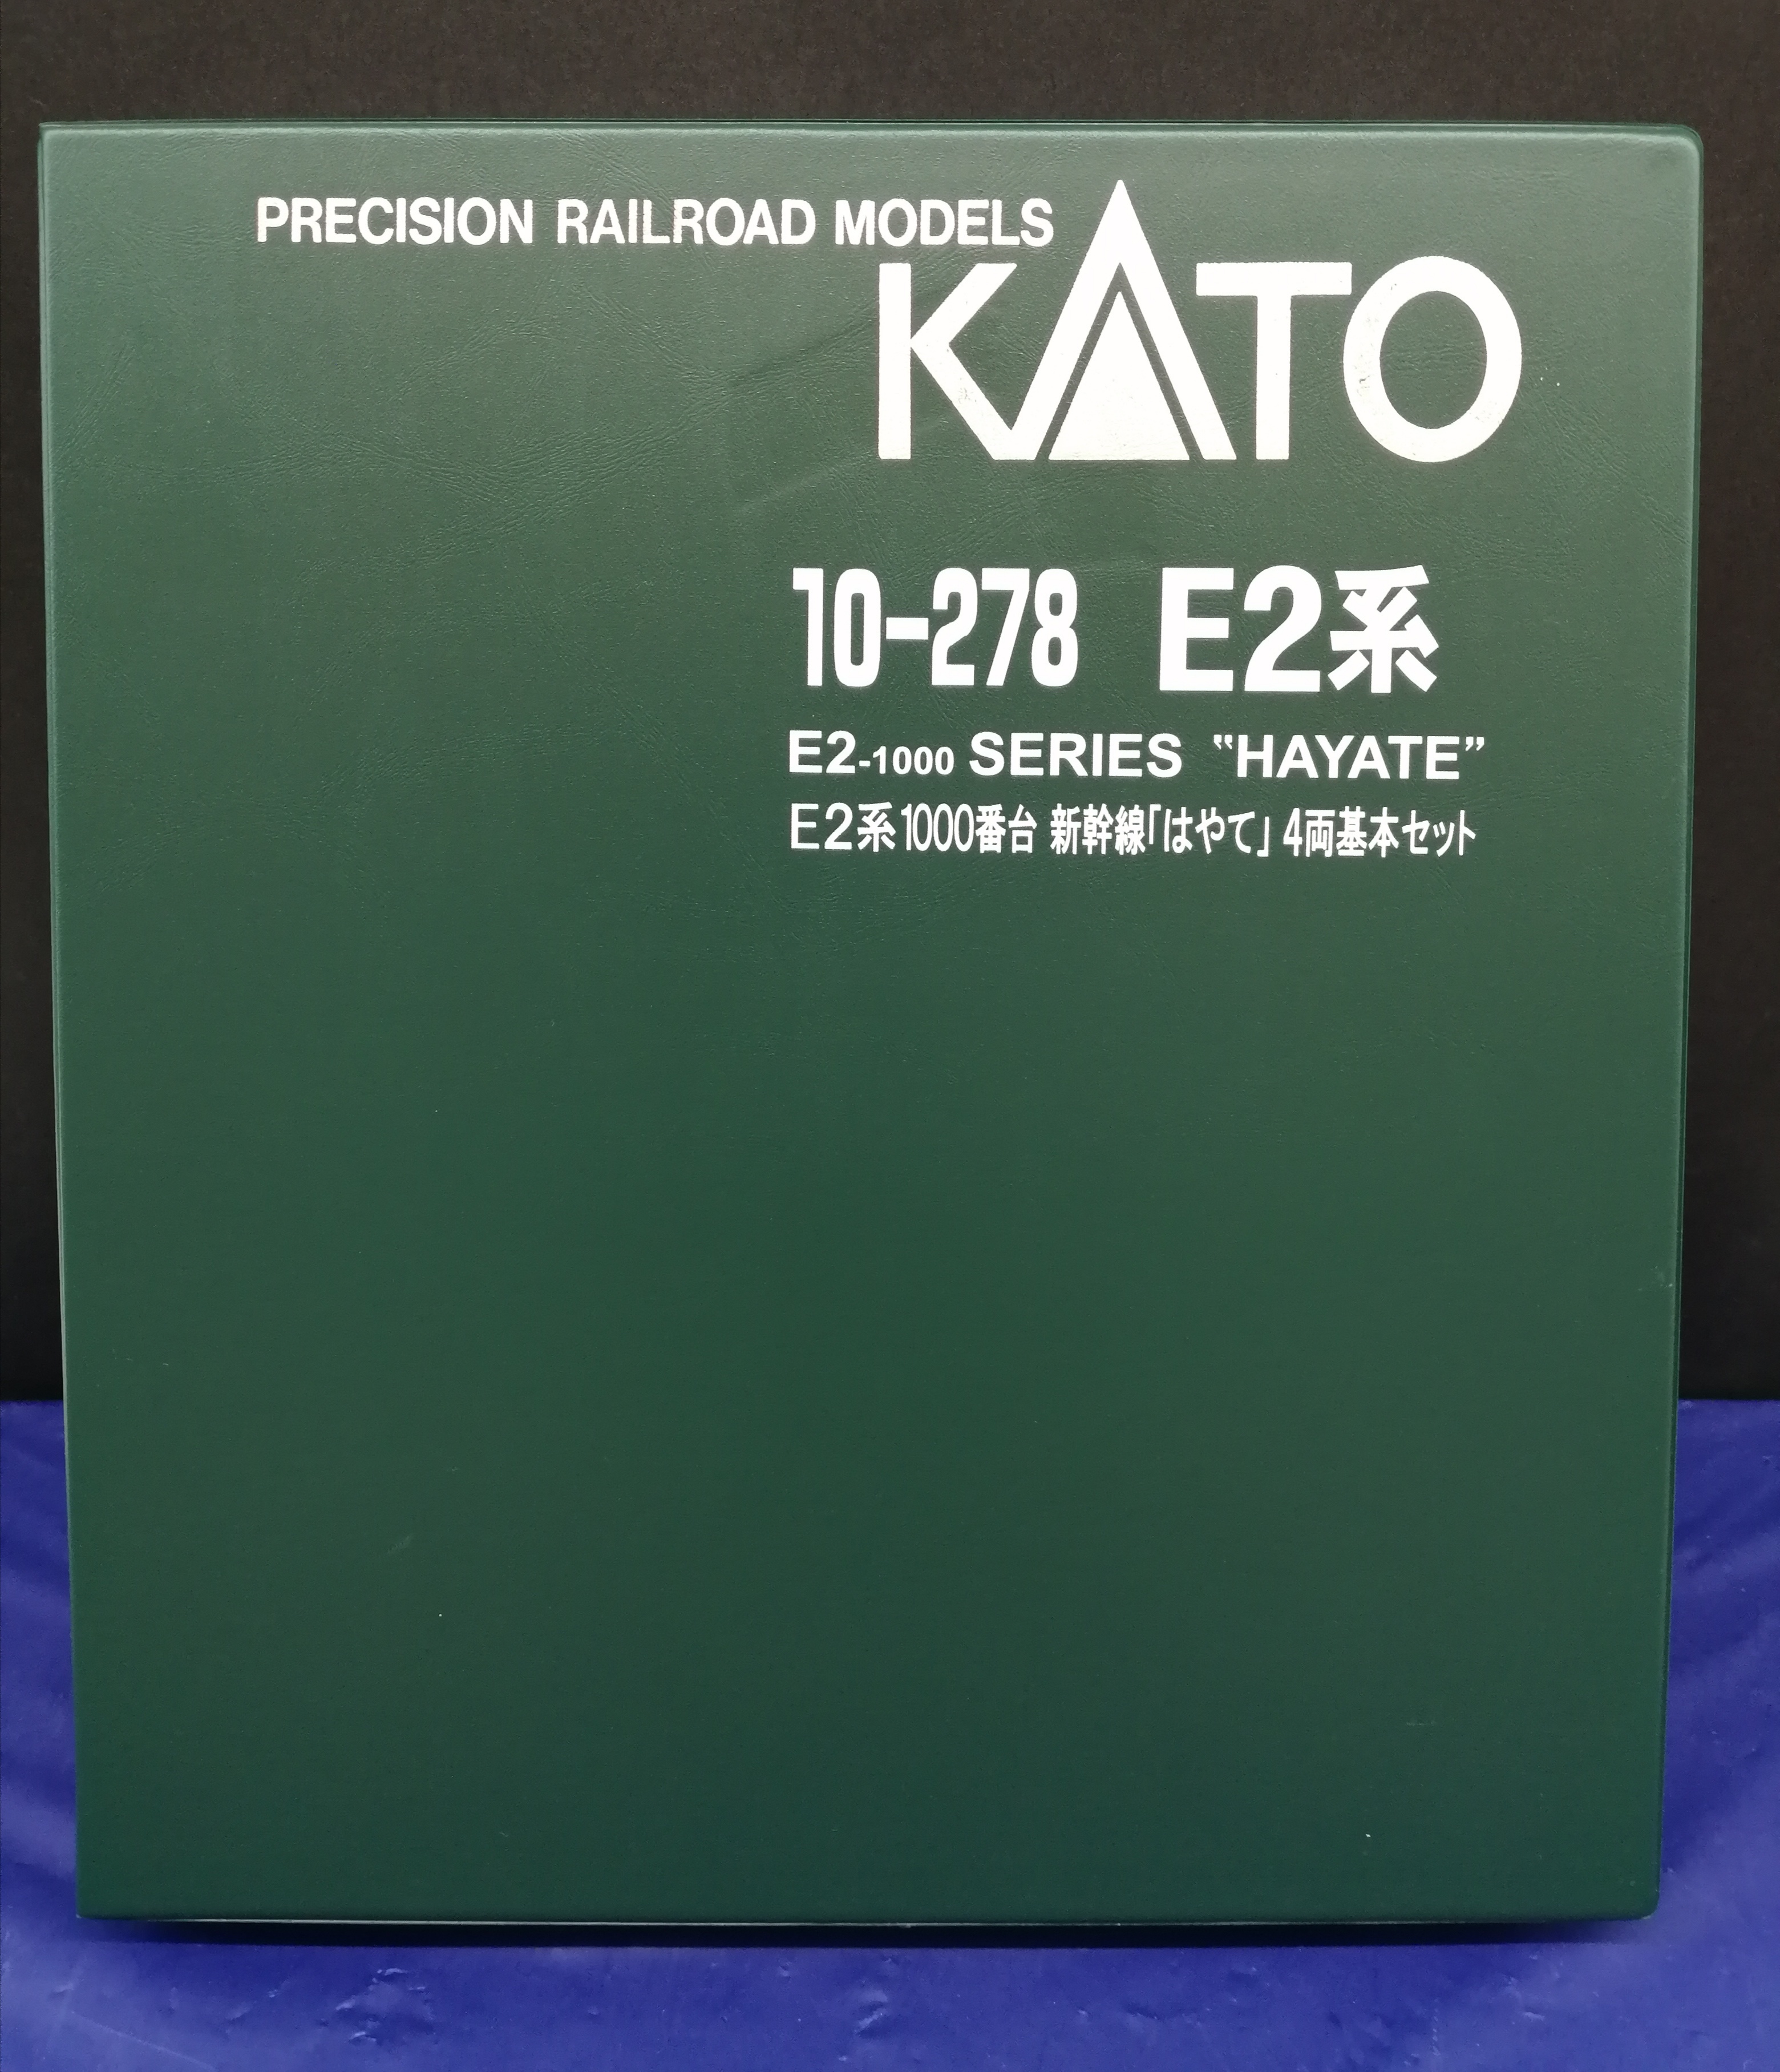 PRECISION RAILROAD MODELS
KATO
10-278 E2系
E2-1000 SERIES “HAYATE”
E2系1000番台 新幹線「はやて」 4両基本セット